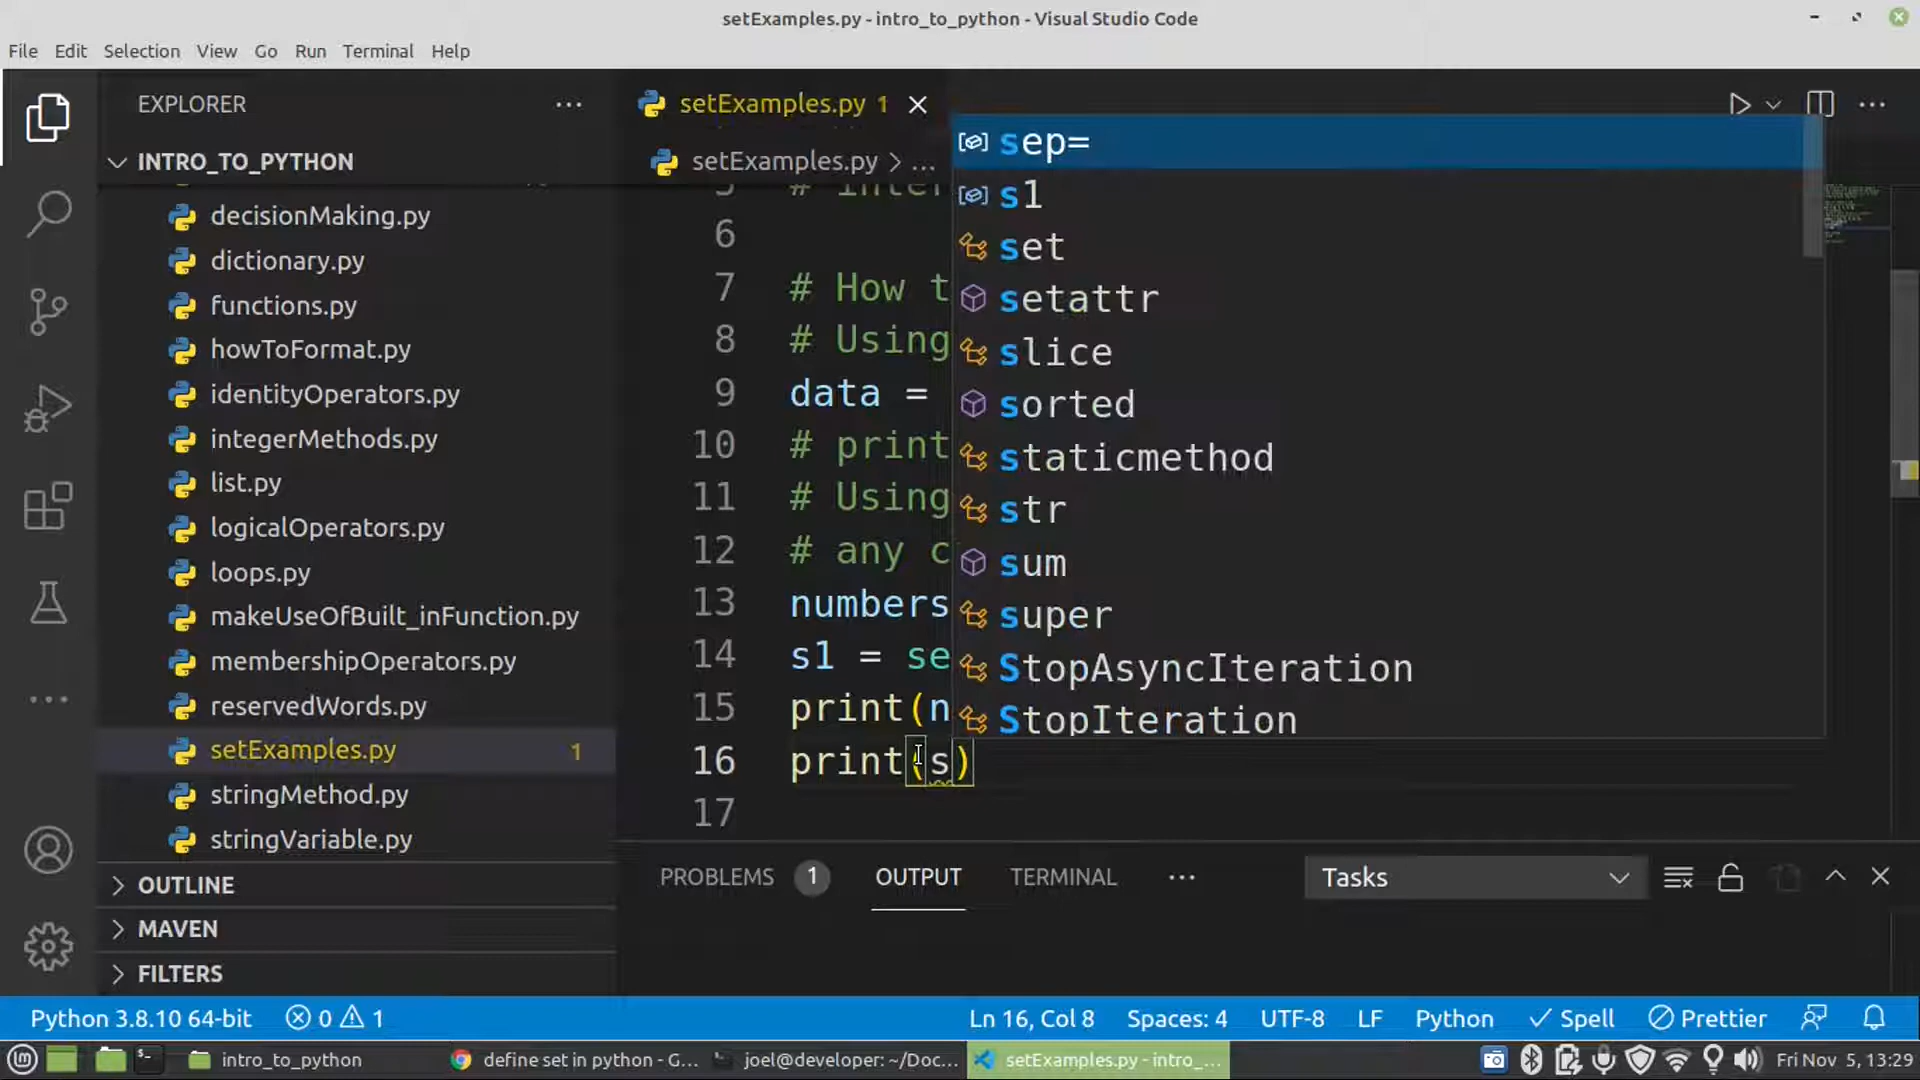 setExamples.py - intro_to_python - Visual Studio Code
File Edit Selection View Go Run Terminal Help
EXPLORER
INTRO_TO_PYTHON
decisionMaking.py
dictionary.py
functions.py
howToFormat.py
identityOperators.py
integerMethods.py
list.py
logicalOperators.py
loops.py
makeUseOfBuilt_inFunction.py
membershipOperators.py
reservedWords.py
setExamples.py 1
stringMethod.py
stringVariable.py
OUTLINE
MAVEN
FILTERS
setExamples.py 1
setExamples.py > ...
5 # inter
6
7 # How t
8 # Using
9 data =
10 # print
11 # Using
12 # any c
13 numbers
14 s1 = se
15 print(n
16 print(s)
17
sep=
s1
set
setattr
slice
sorted
staticmethod
str
sum
super
StopAsyncIteration
StopIteration
PROBLEMS 1 OUTPUT TERMINAL ... Tasks
Python 3.8.10 64-bit 0 1 Ln 16, Col 8 Spaces: 4 UTF-8 LF Python Spell Prettier
intro_to_python define set in python - G... joel@developer: ~/Doc... setExamples.py - intro_... Fri Nov 5, 13:29